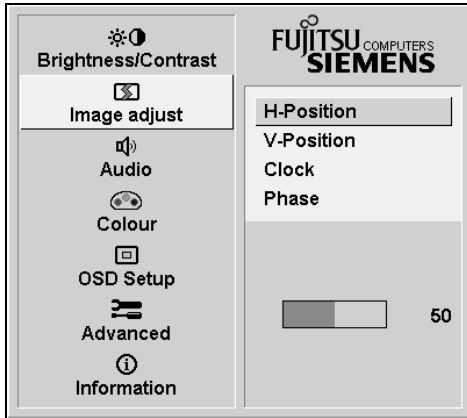 Brightness/Contrast
Image adjust
Audio
Colour
OSD Setup
Advanced
Information
FUJITSU COMPUTERS
SIEMENS
H-Position
V-Position
Clock
Phase
50